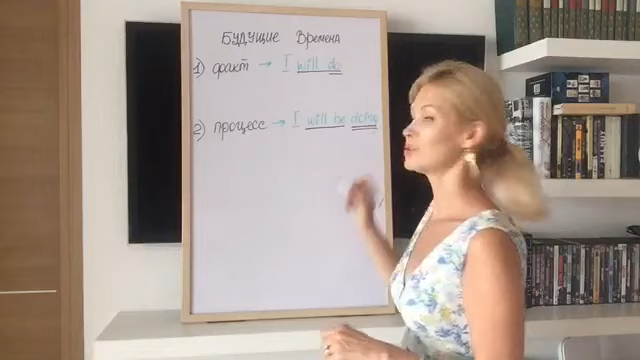 Будущие Времена
1) факт → I will do
2) процесс → I will be doing